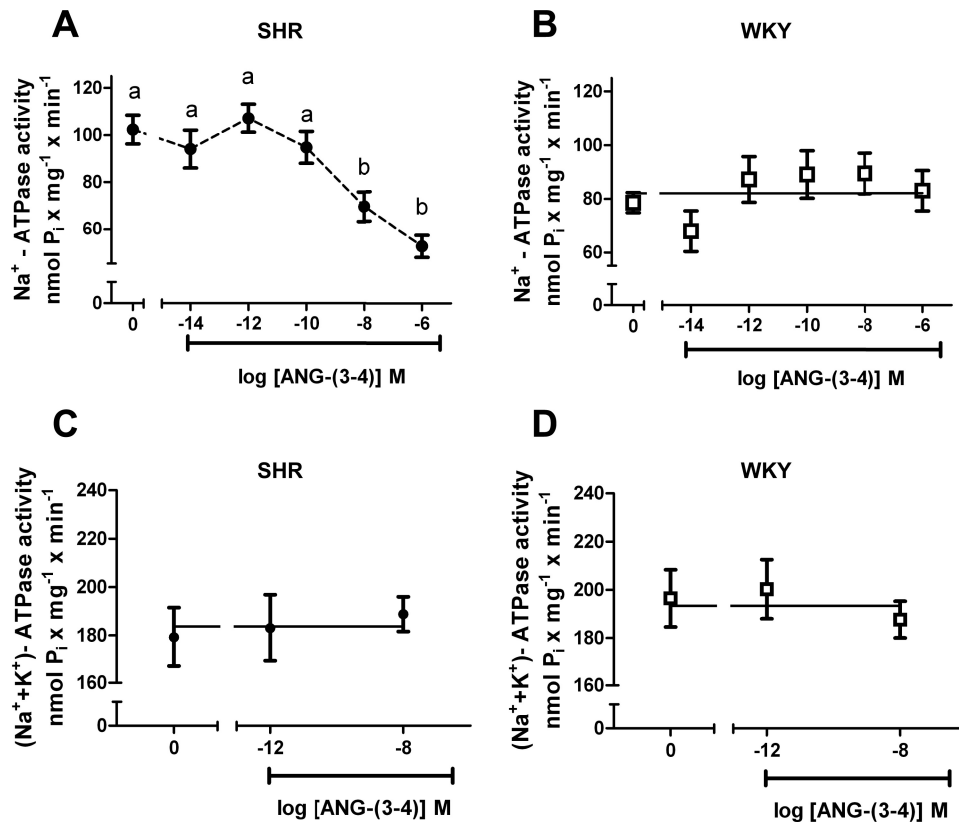 A
SHR
Na⁺ - ATPase activity
nmol Pᵢ x mg⁻¹ x min⁻¹
120
100
80
60
0
a
a
a
a
b
b
0 -14 -12 -10 -8 -6
log [ANG-(3-4)] M
B
WKY
Na⁺ - ATPase activity
nmol Pᵢ x mg⁻¹ x min⁻¹
120
100
80
60
0
0 -14 -12 -10 -8 -6
log [ANG-(3-4)] M
C
SHR
(Na⁺+K⁺)- ATPase activity
nmol Pᵢ x mg⁻¹ x min⁻¹
240
220
200
180
160
0
0 -12 -8
log [ANG-(3-4)] M
D
WKY
(Na⁺+K⁺)- ATPase activity
nmol Pᵢ x mg⁻¹ x min⁻¹
240
220
200
180
160
0
0 -12 -8
log [ANG-(3-4)] M